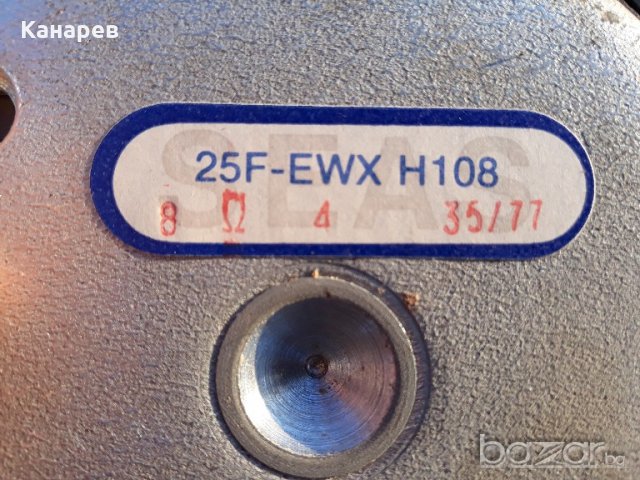 Канарев
SEAS
25F-EWX H108
8 Ω 4 35/77
bazar.bg